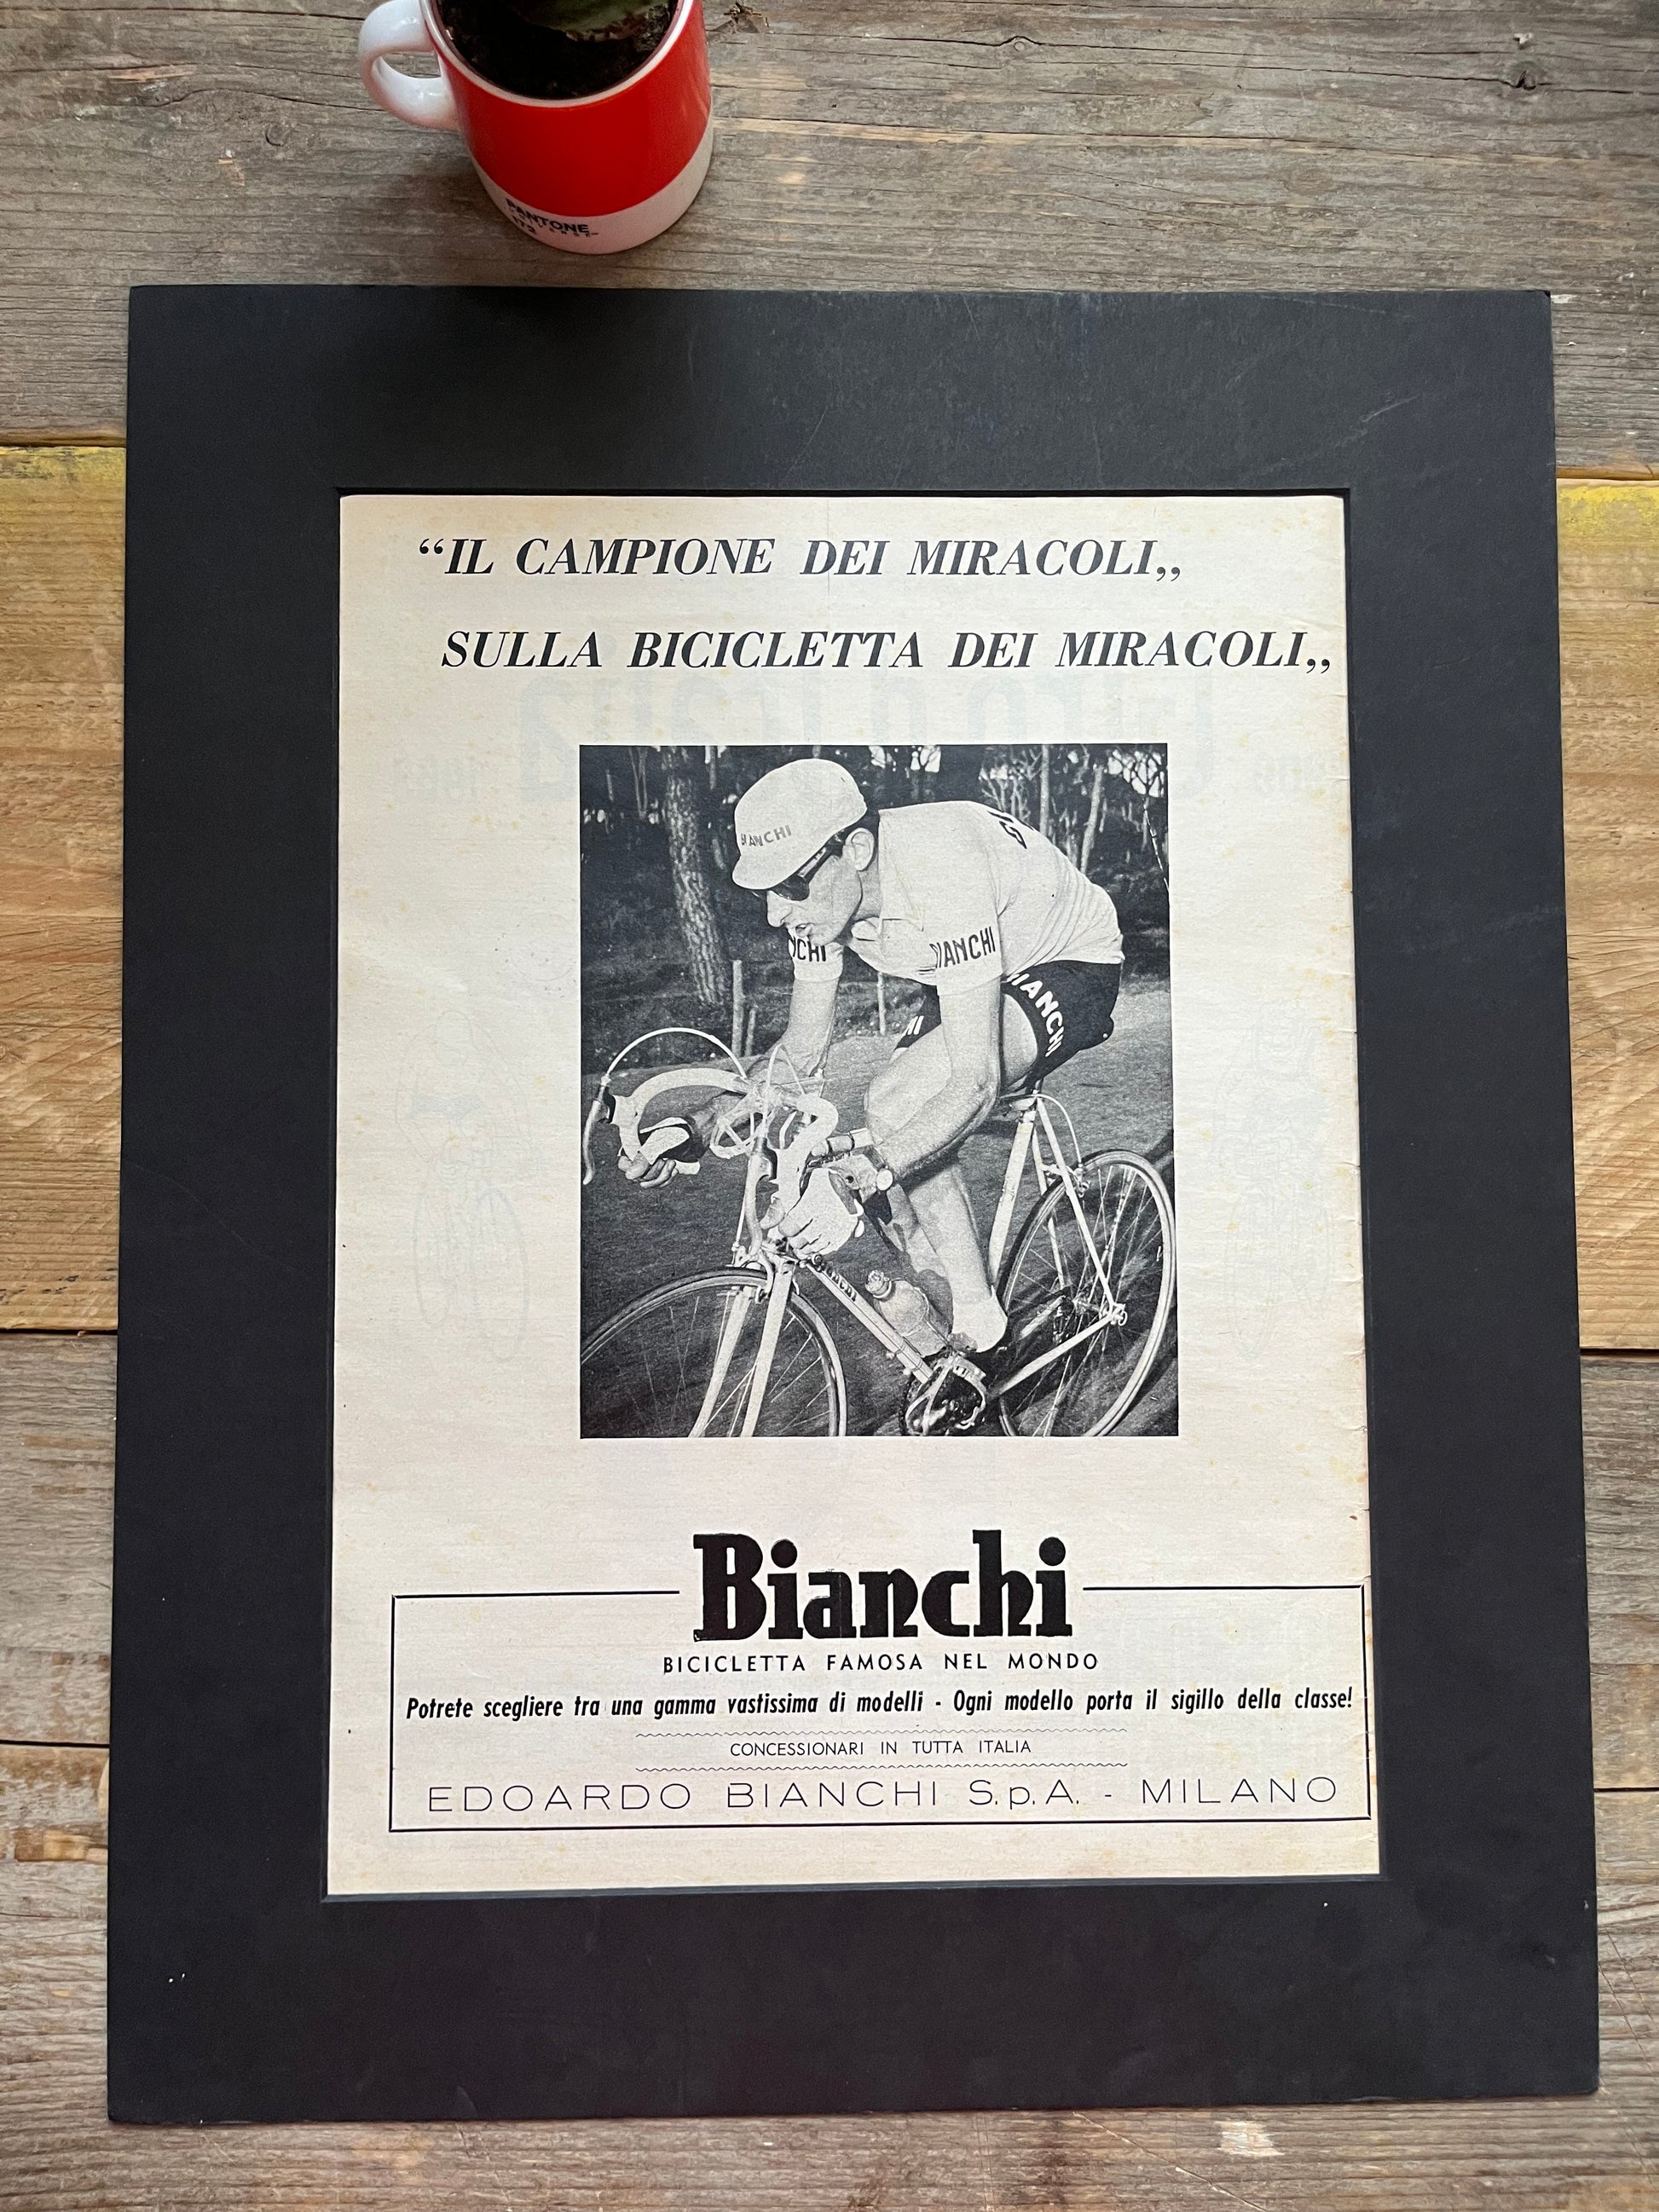 PANTONE
“IL CAMPIONE DEI MIRACOLI„
SULLA BICICLETTA DEI MIRACOLI„
BIANCHI
BIANCHI
BIANCHI
Bianchi
BICICLETTA FAMOSA NEL MONDO
Potrete scegliere tra una gamma vastissima di modelli - Ogni modello porta il sigillo della classe!
CONCESSIONARI IN TUTTA ITALIA
EDOARDO BIANCHI S.p.A. - MILANO